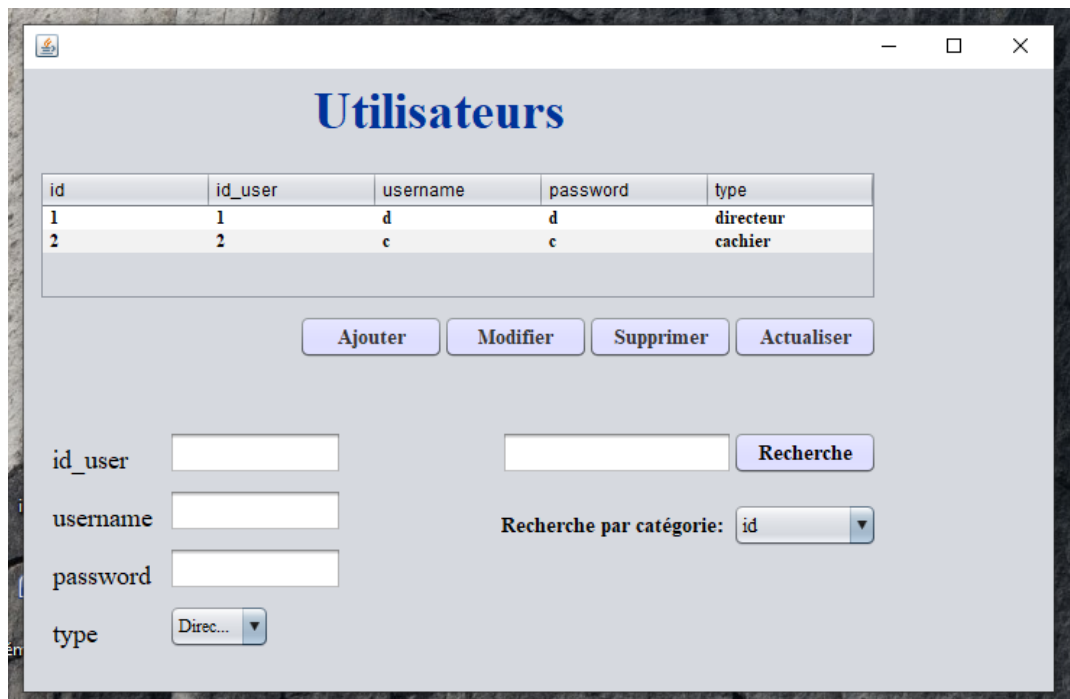 Utilisateurs
id id_user username password type
1 1 d d directeur
2 2 c c cachier
Ajouter Modifier Supprimer Actualiser
id_user Recherche
username Recherche par catégorie: id
password
type Direc...